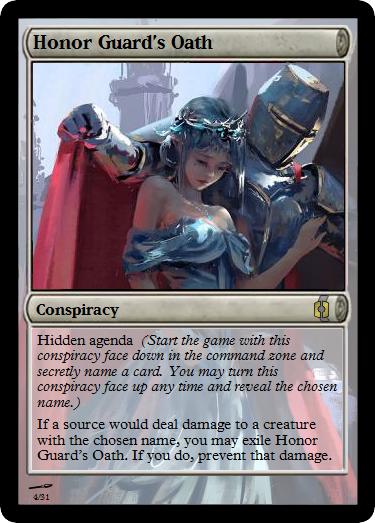 Honor Guard's Oath
Conspiracy
Hidden agenda (Start the game with this
conspiracy face down in the command zone and
secretly name a card. You may turn this
conspiracy face up any time and reveal the chosen
name.)
If a source would deal damage to a creature
with the chosen name, you may exile Honor
Guard's Oath. If you do, prevent that damage.
4/31